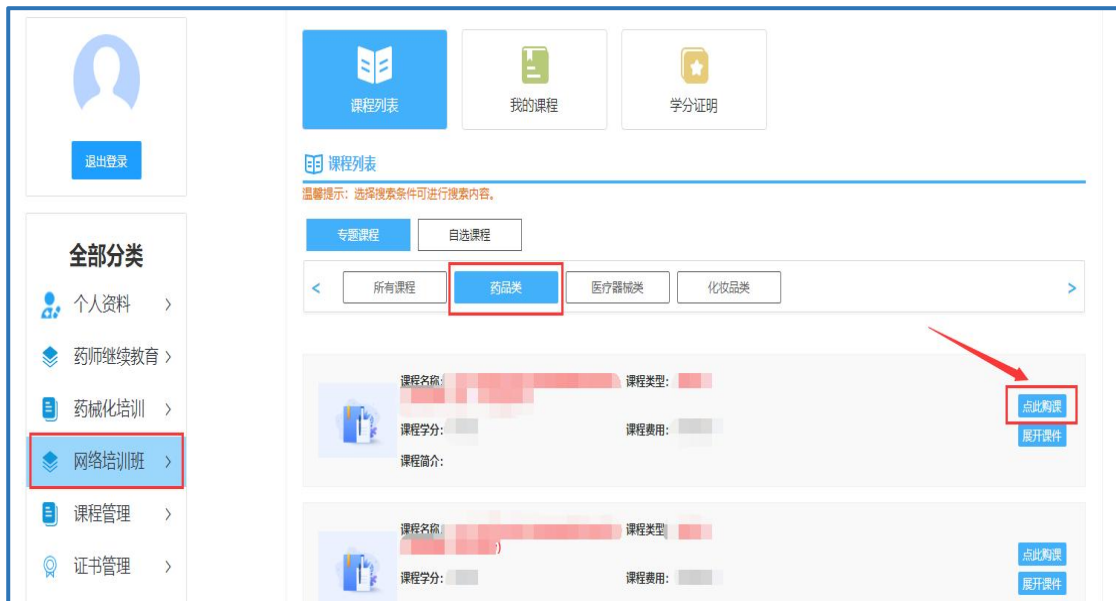 退出登录
全部分类
个人资料
药师继续教育
药械化培训
网络培训班
课程管理
证书管理
课程列表
我的课程
学分证明
课程列表
温馨提示：选择搜索条件可进行搜索内容。
专题课程
自选课程
<
所有课程
药品类
医疗器械类
化妆品类
>
课程名称:
课程类型:
课程学分:
课程费用:
课程简介:
点此购课
展开课件
课程名称
课程类型
)
课程学分:
课程费用:
点此购课
展开课件